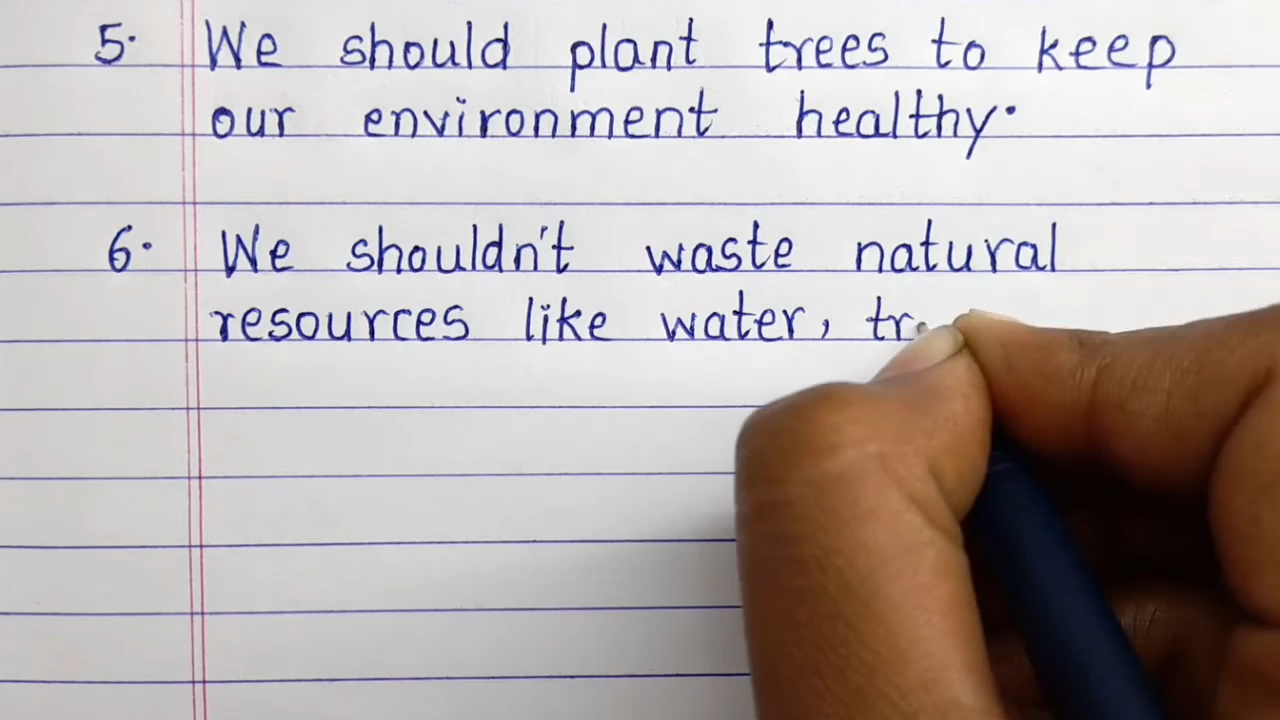 5. We should plant trees to keep
our environment healthy.
6. We shouldn't waste natural
resources like water,